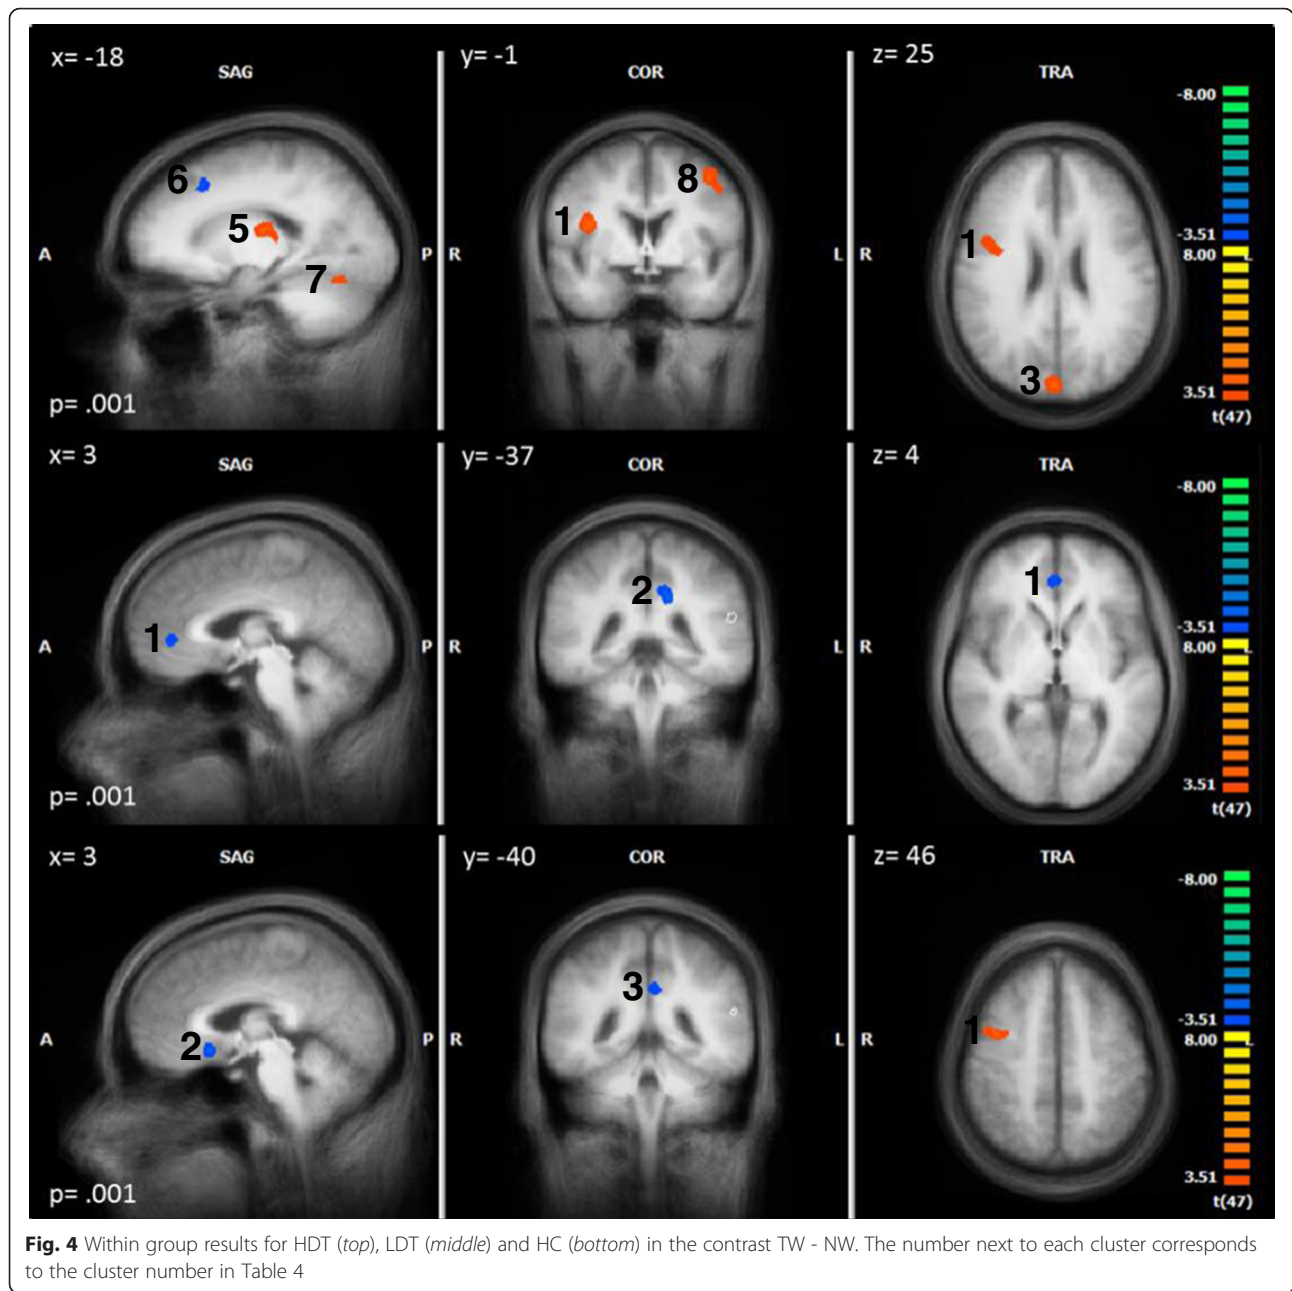 x= -18
SAG
y= -1
COR
z= 25
TRA
6
5
7
1
8
1
3
A
P
R
L
R
L
-8.00
-3.51
8.00
3.51
t(47)
p= .001
x= 3
SAG
y= -37
COR
z= 4
TRA
1
2
1
A
P
R
L
R
L
-8.00
-3.51
8.00
3.51
t(47)
p= .001
x= 3
SAG
y= -40
COR
z= 46
TRA
2
3
1
A
P
R
L
R
L
-8.00
-3.51
8.00
3.51
t(47)
p= .001
Fig. 4 Within group results for HDT (top), LDT (middle) and HC (bottom) in the contrast TW - NW. The number next to each cluster corresponds
to the cluster number in Table 4